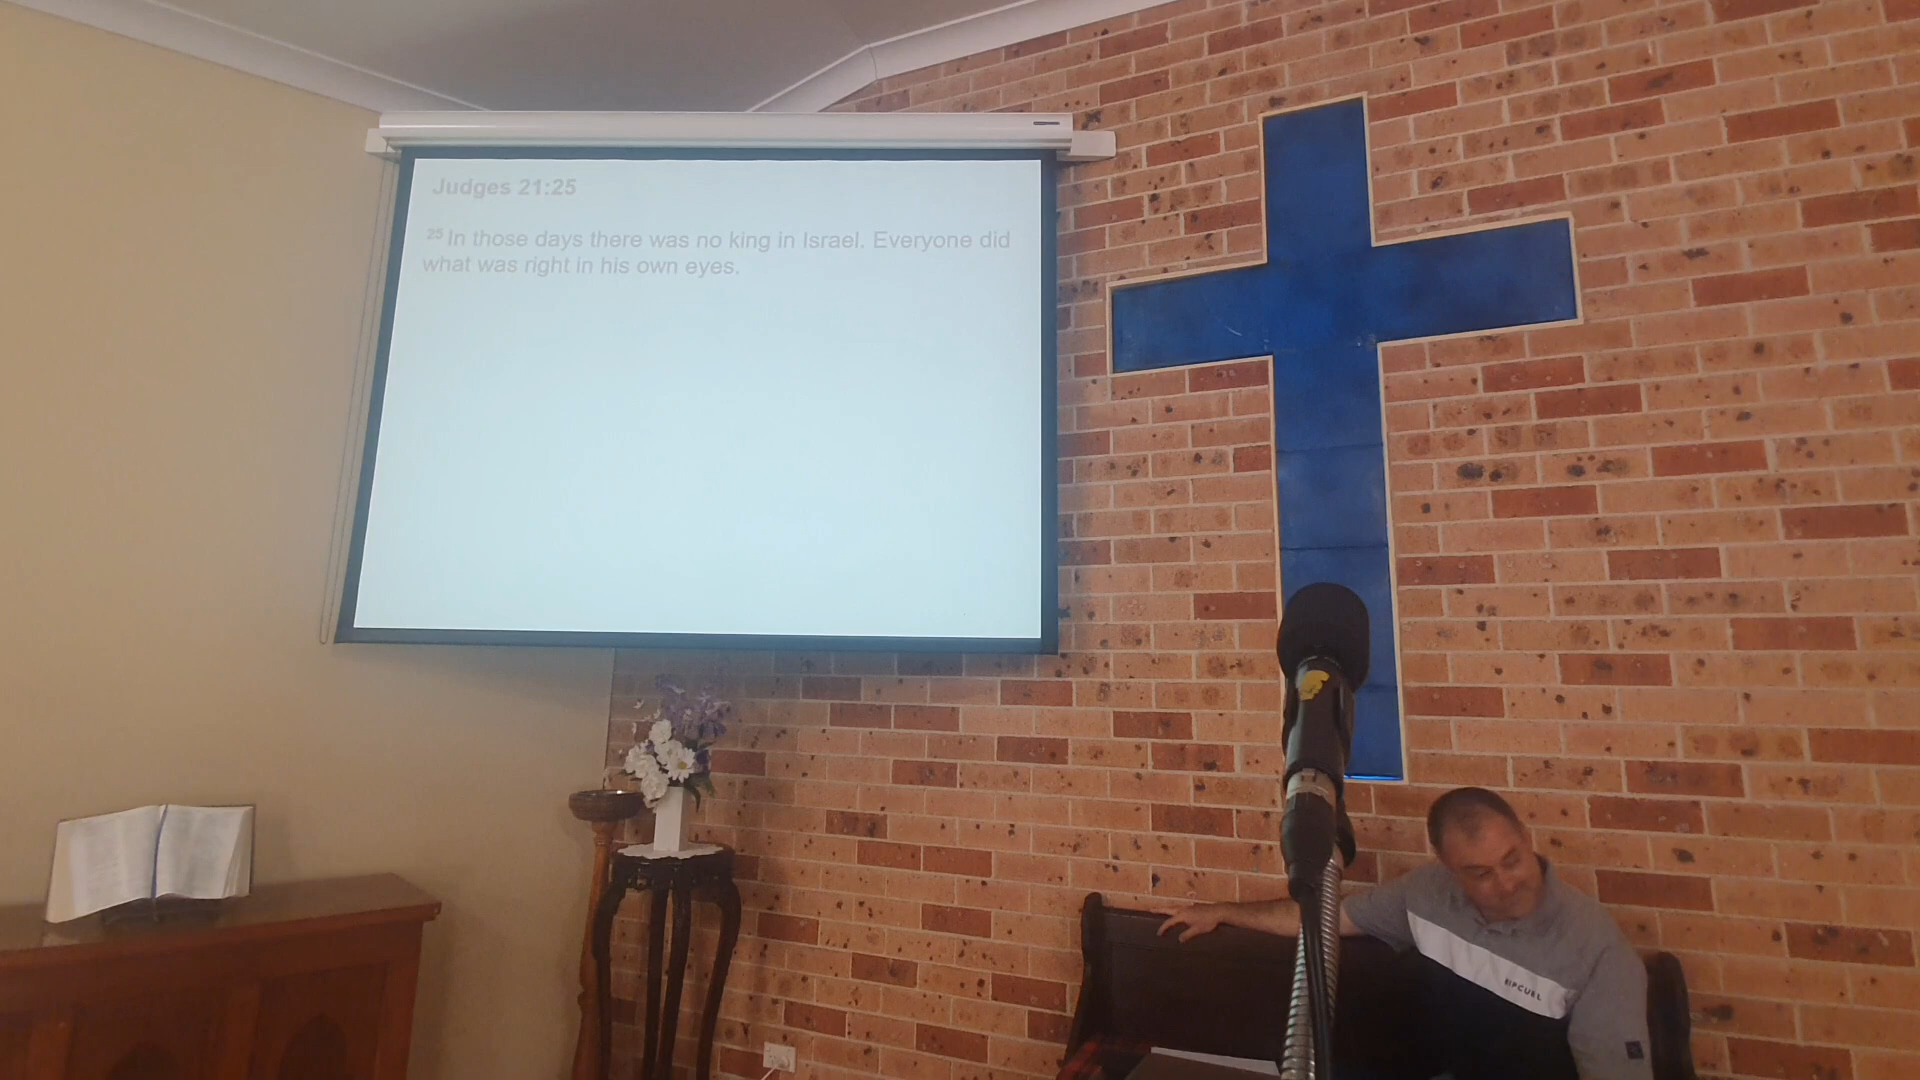 Judges 21:25
25 In those days there was no king in Israel. Everyone did
what was right in his own eyes.
RIPCURL